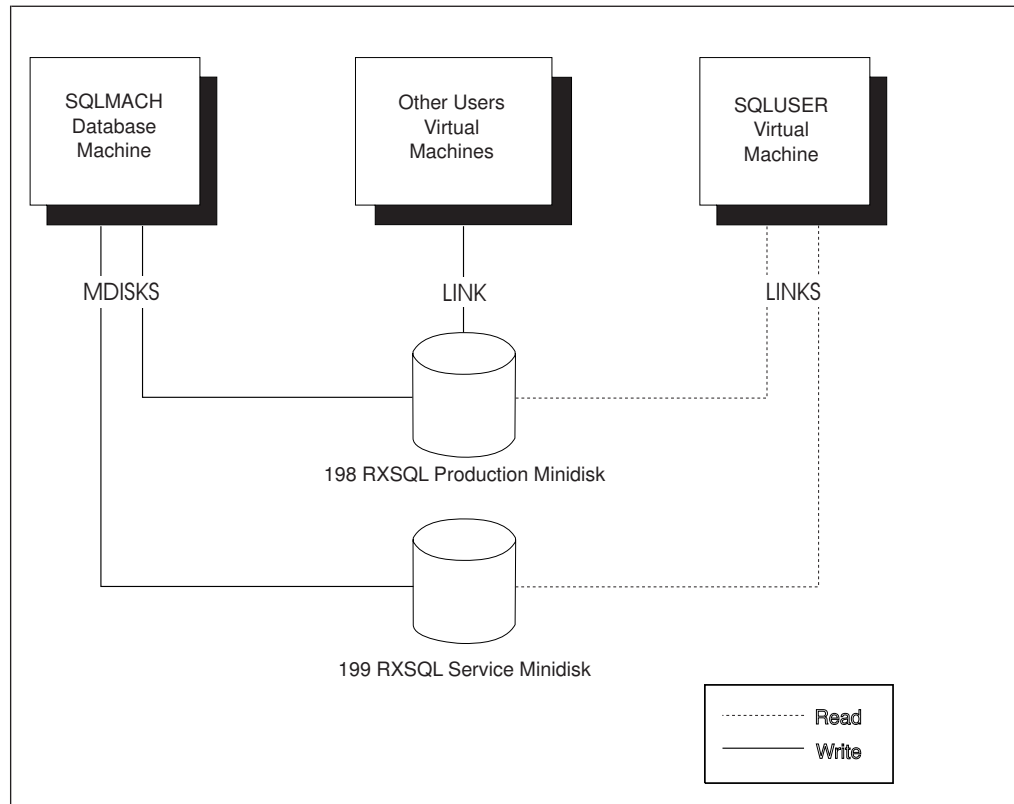 SQLMACH
Database
Machine
Other Users
Virtual
Machines
SQLUSER
Virtual
Machine
MDISKS
LINK
LINKS
198 RXSQL Production Minidisk
199 RXSQL Service Minidisk
Read
Write